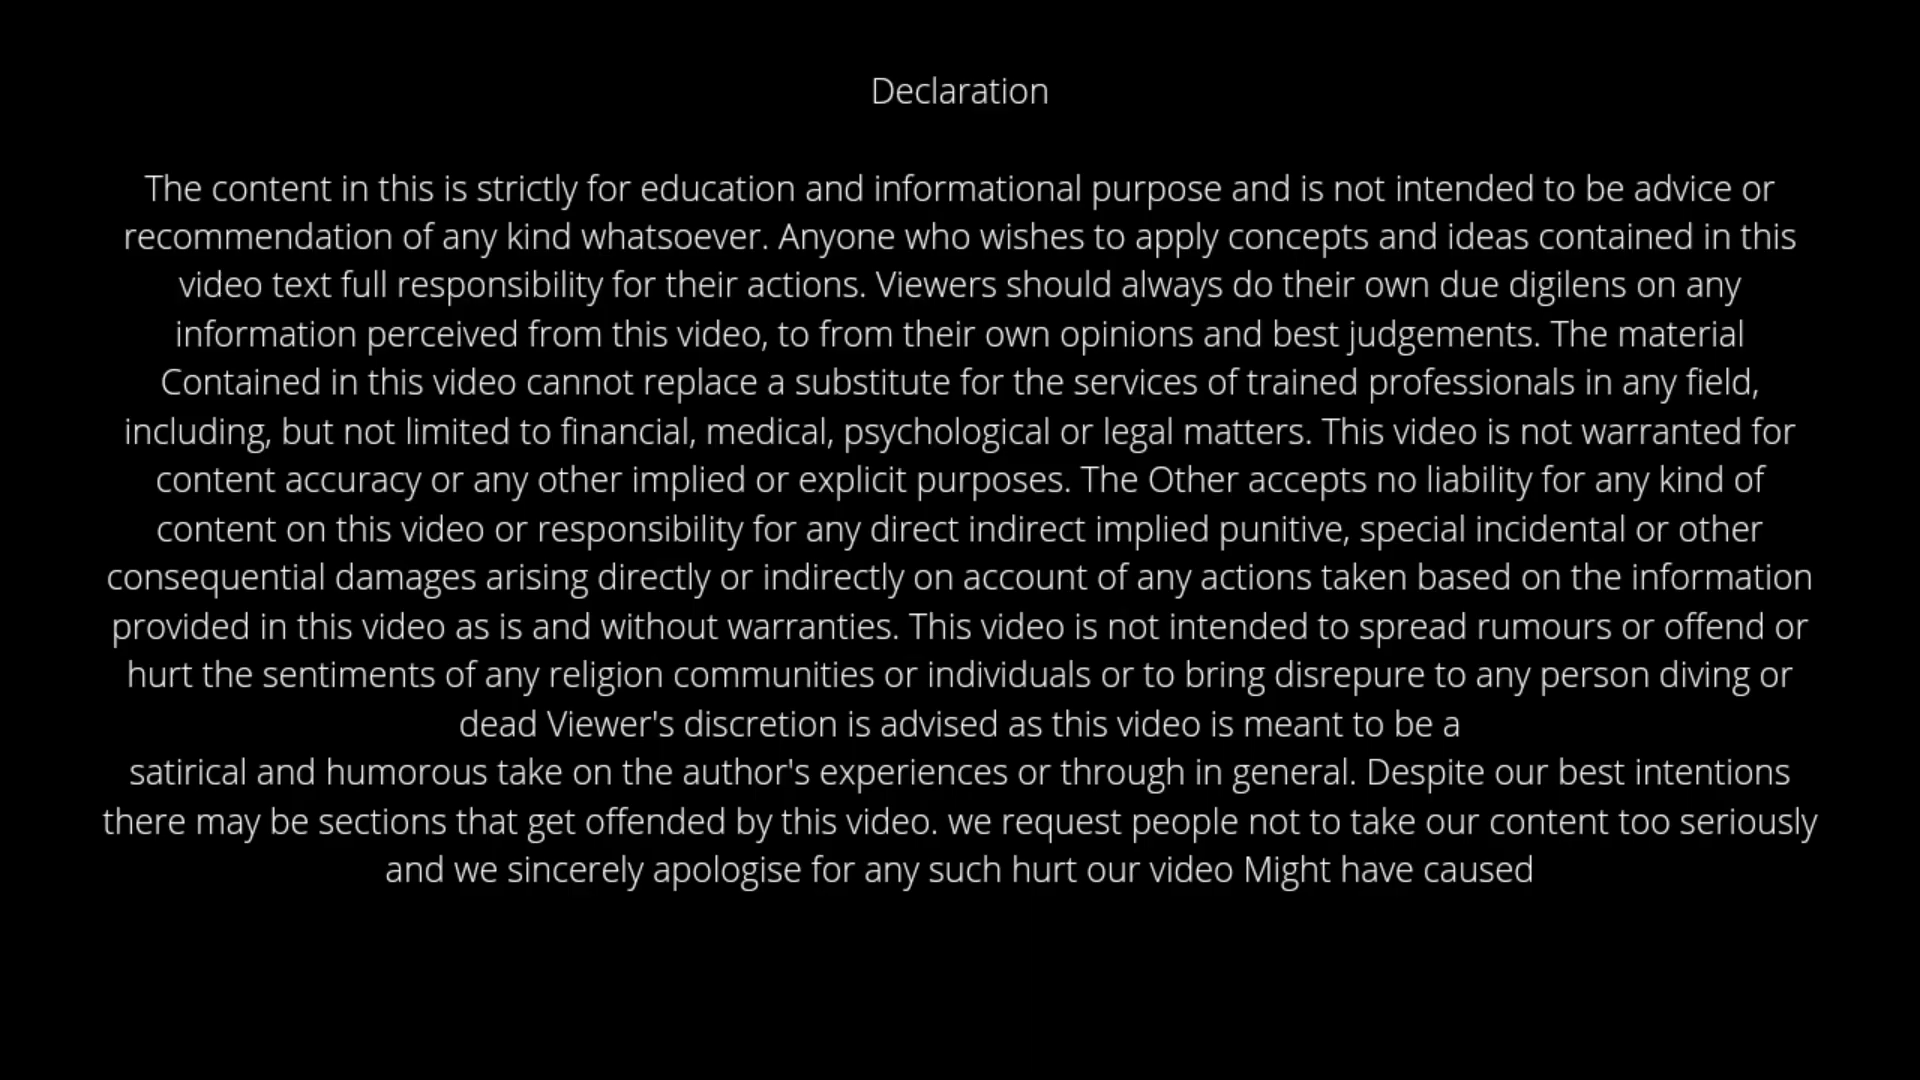 Declaration
The content in this is strictly for education and informational purpose and is not intended to be advice or
recommendation of any kind whatsoever. Anyone who wishes to apply concepts and ideas contained in this
video text full responsibility for their actions. Viewers should always do their own due digilens on any
information perceived from this video, to from their own opinions and best judgements. The material
Contained in this video cannot replace a substitute for the services of trained professionals in any field,
including, but not limited to financial, medical, psychological or legal matters. This video is not warranted for
content accuracy or any other implied or explicit purposes. The Other accepts no liability for any kind of
content on this video or responsibility for any direct indirect implied punitive, special incidental or other
consequential damages arising directly or indirectly on account of any actions taken based on the information
provided in this video as is and without warranties. This video is not intended to spread rumours or offend or
hurt the sentiments of any religion communities or individuals or to bring disrepure to any person diving or
dead Viewer's discretion is advised as this video is meant to be a
satirical and humorous take on the author's experiences or through in general. Despite our best intentions
there may be sections that get offended by this video. we request people not to take our content too seriously
and we sincerely apologise for any such hurt our video Might have caused